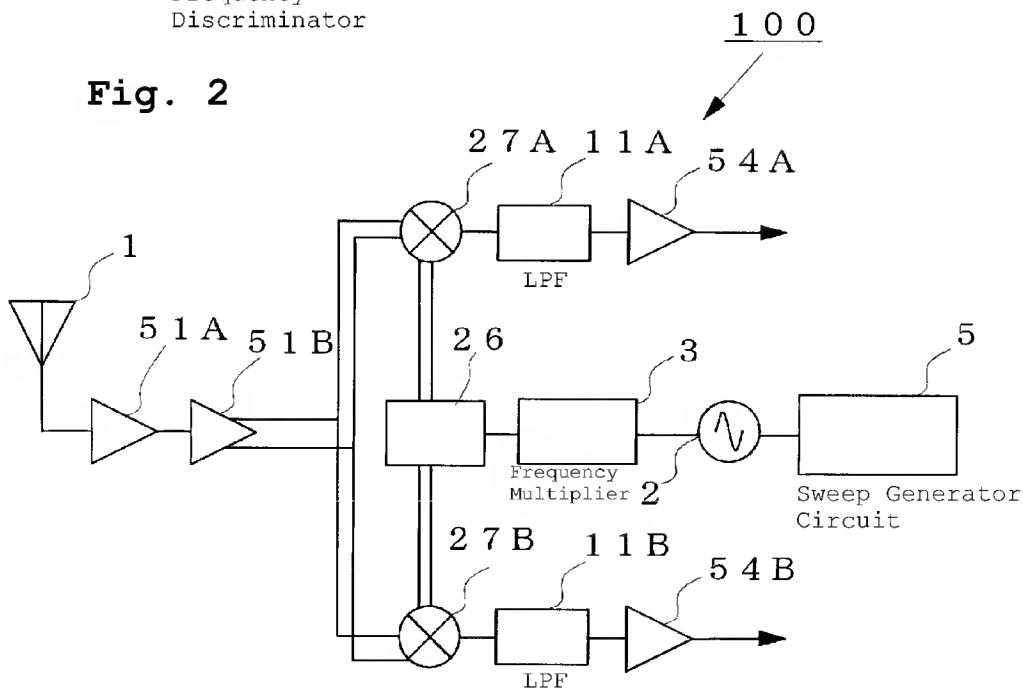 Discriminator
100
Fig. 2
27A
11A
54A
LPF
1
51A
51B
26
3
5
Frequency
Multiplier
2
Sweep Generator
Circuit
27B
11B
54B
LPF